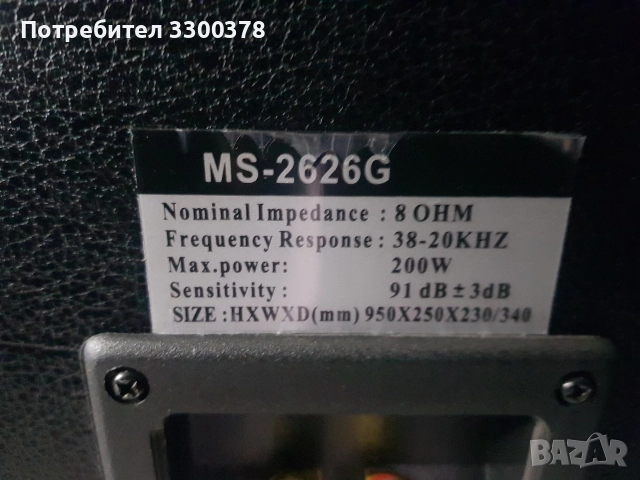 Потребител 3300378
MS-2626G
Nominal Impedance : 8 OHM
Frequency Response : 38-20KHZ
Max.power: 200W
Sensitivity : 91 dB ± 3dB
SIZE : HXWXD(mm) 950X250X230/340
BAZAR